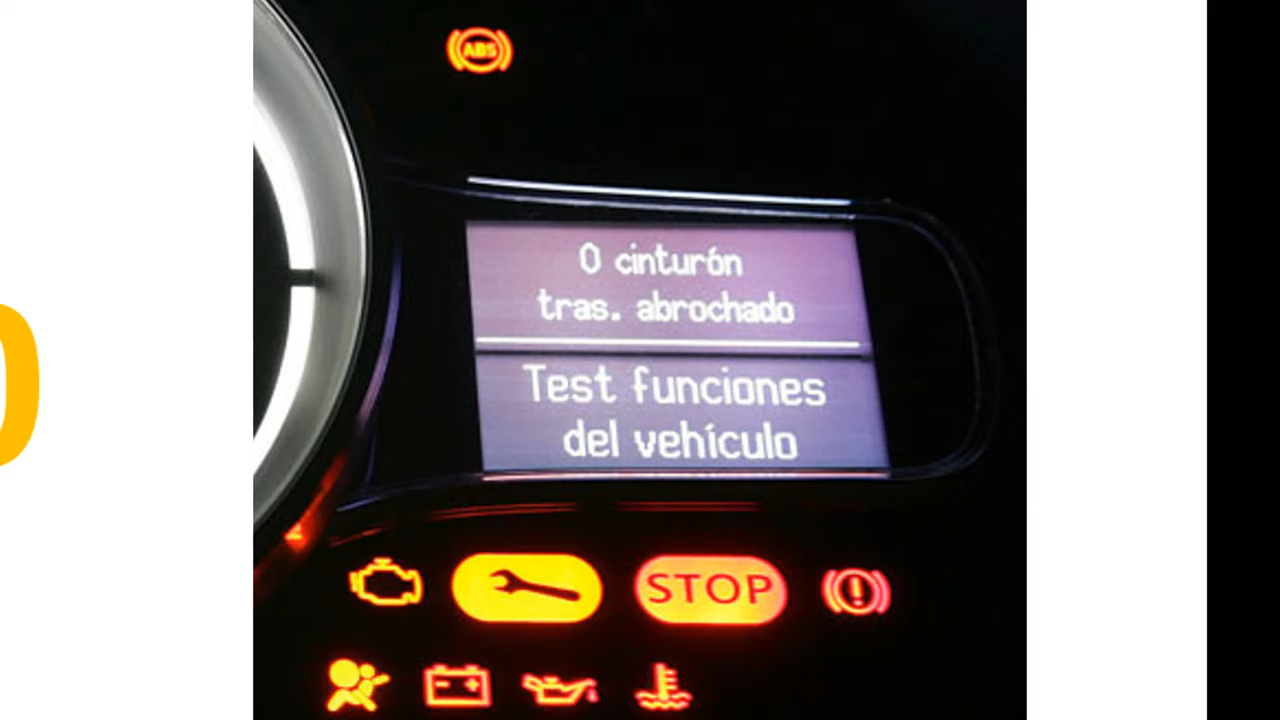 ABS
0 cinturón
tras. abrochado
Test funciones
del vehículo
STOP